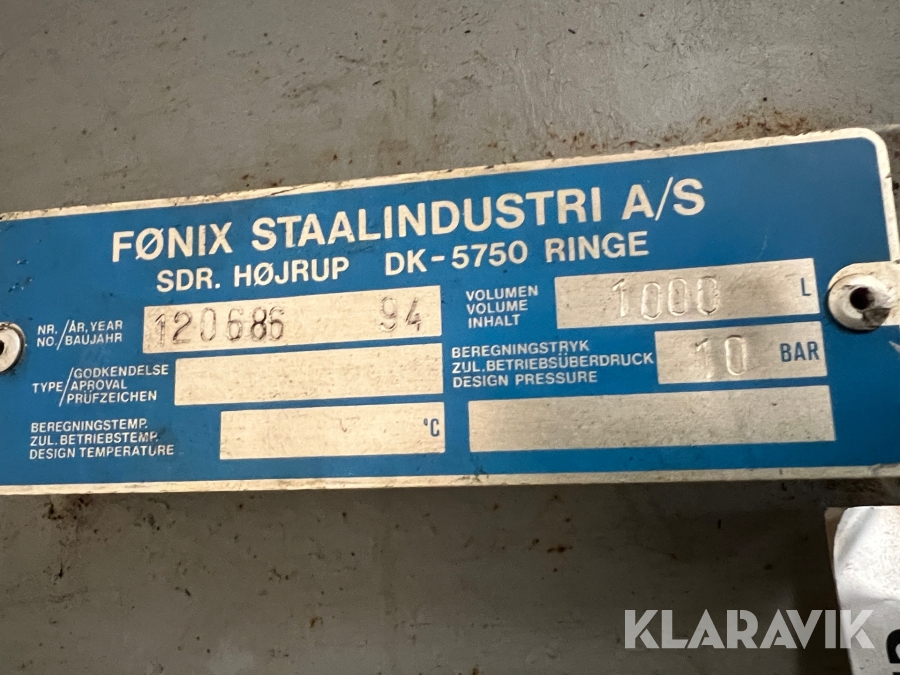 FØNIX STAALINDUSTRI A/S
SDR. HØJRUP DK-5750 RINGE
NR./ÅR, YEAR
NO./BAUJAHR
120686 94
TYPE/GODKENDELSE
/APROVAL
/PRÜFZEICHEN
BEREGNINGSTEMP.
ZUL. BETRIEBSTEMP.
DESIGN TEMPERATURE
°C
VOLUMEN
VOLUME
INHALT
1000 L
BEREGNINGSTRYK
ZUL. BETRIEBSÜBERDRUCK
DESIGN PRESSURE
10 BAR
KLARAVIK